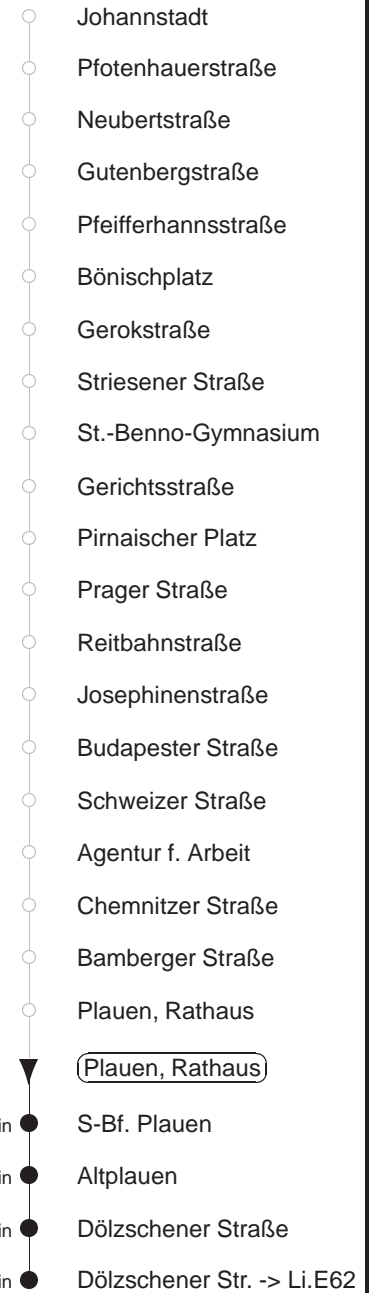 Johannstadt
Pfotenhauerstraße
Neubertstraße
Gutenbergstraße
Pfeifferhannsstraße
Bönischplatz
Gerokstraße
Striesener Straße
St.-Benno-Gymnasium
Gerichtsstraße
Pirnaischer Platz
Prager Straße
Reitbahnstraße
Josephinenstraße
Budapester Straße
Schweizer Straße
Agentur f. Arbeit
Chemnitzer Straße
Bamberger Straße
Plauen, Rathaus
Plauen, Rathaus
S-Bf. Plauen
Altplauen
Dölzschener Straße
Dölzschener Str. -> Li.E62